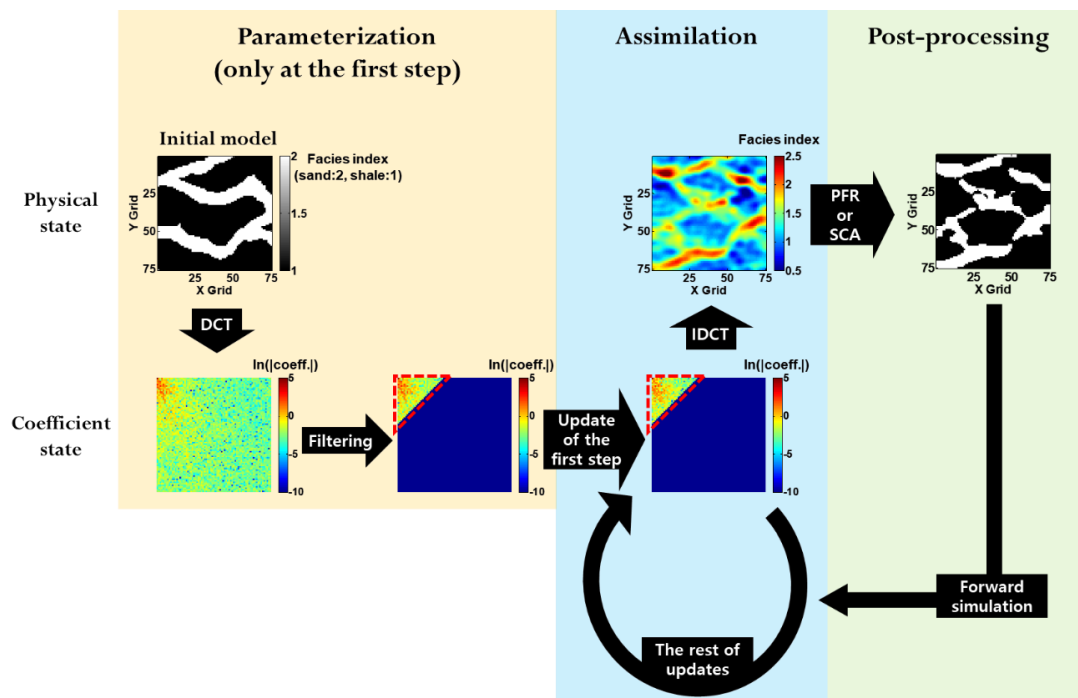 Parameterization
(only at the first step)
Assimilation
Post-processing
Physical
state
Initial model
Facies index
(sand:2, shale:1)
2
1.5
1
Y Grid
25
50
75
25 50 75
X Grid
Facies index
2.5
2
1.5
1
0.5
Y Grid
25
50
75
25 50 75
X Grid
PFR
or
SCA
Y Grid
25
50
75
25 50 75
X Grid
DCT
IDCT
Coefficient
state
ln(|coeff.|)
5
0
-5
-10
Filtering
ln(|coeff.|)
5
0
-5
-10
Update
of the
first step
ln(|coeff.|)
5
0
-5
-10
Forward
simulation
The rest of
updates